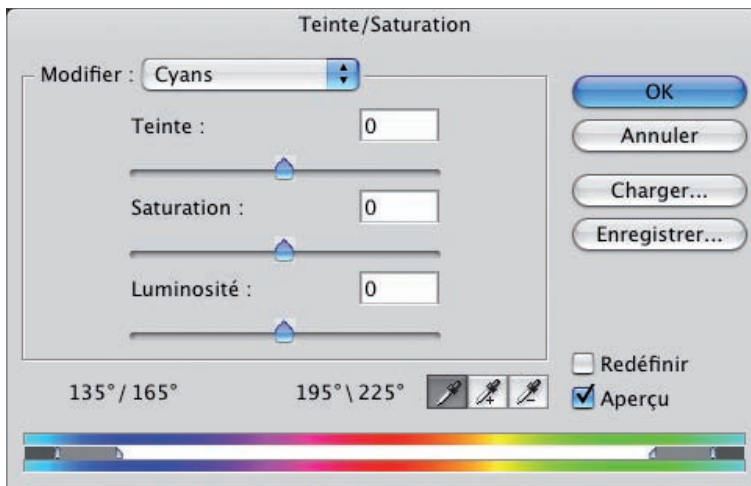 Teinte/Saturation
Modifier : Cyans
OK
Teinte : 0
Annuler
Charger...
Saturation : 0
Enregistrer...
Luminosité : 0
Redéfinir
135°/165° 195°\225°
Aperçu